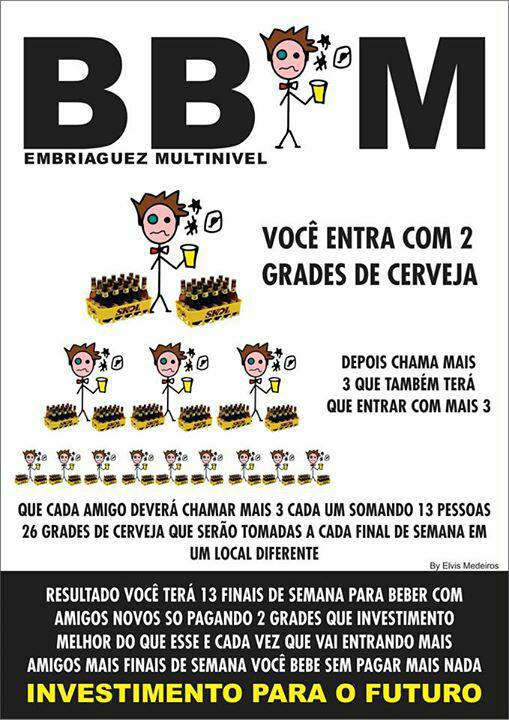 BBM
EMBRIAGUEZ MULTINIVEL
VOCÊ ENTRA COM 2
GRADES DE CERVEJA
SKOL
SKOL
DEPOIS CHAMA MAIS
3 QUE TAMBÉM TERÁ
QUE ENTRAR COM MAIS 3
QUE CADA AMIGO DEVERÁ CHAMAR MAIS 3 CADA UM SOMANDO 13 PESSOAS
26 GRADES DE CERVEJA QUE SERÃO TOMADAS A CADA FINAL DE SEMANA EM
UM LOCAL DIFERENTE
By Elvis Medeiros
RESULTADO VOCÊ TERÁ 13 FINAIS DE SEMANA PARA BEBER COM
AMIGOS NOVOS SO PAGANDO 2 GRADES QUE INVESTIMENTO
MELHOR DO QUE ESSE E CADA VEZ QUE VAI ENTRANDO MAIS
AMIGOS MAIS FINAIS DE SEMANA VOCÊ BEBE SEM PAGAR MAIS NADA
INVESTIMENTO PARA O FUTURO